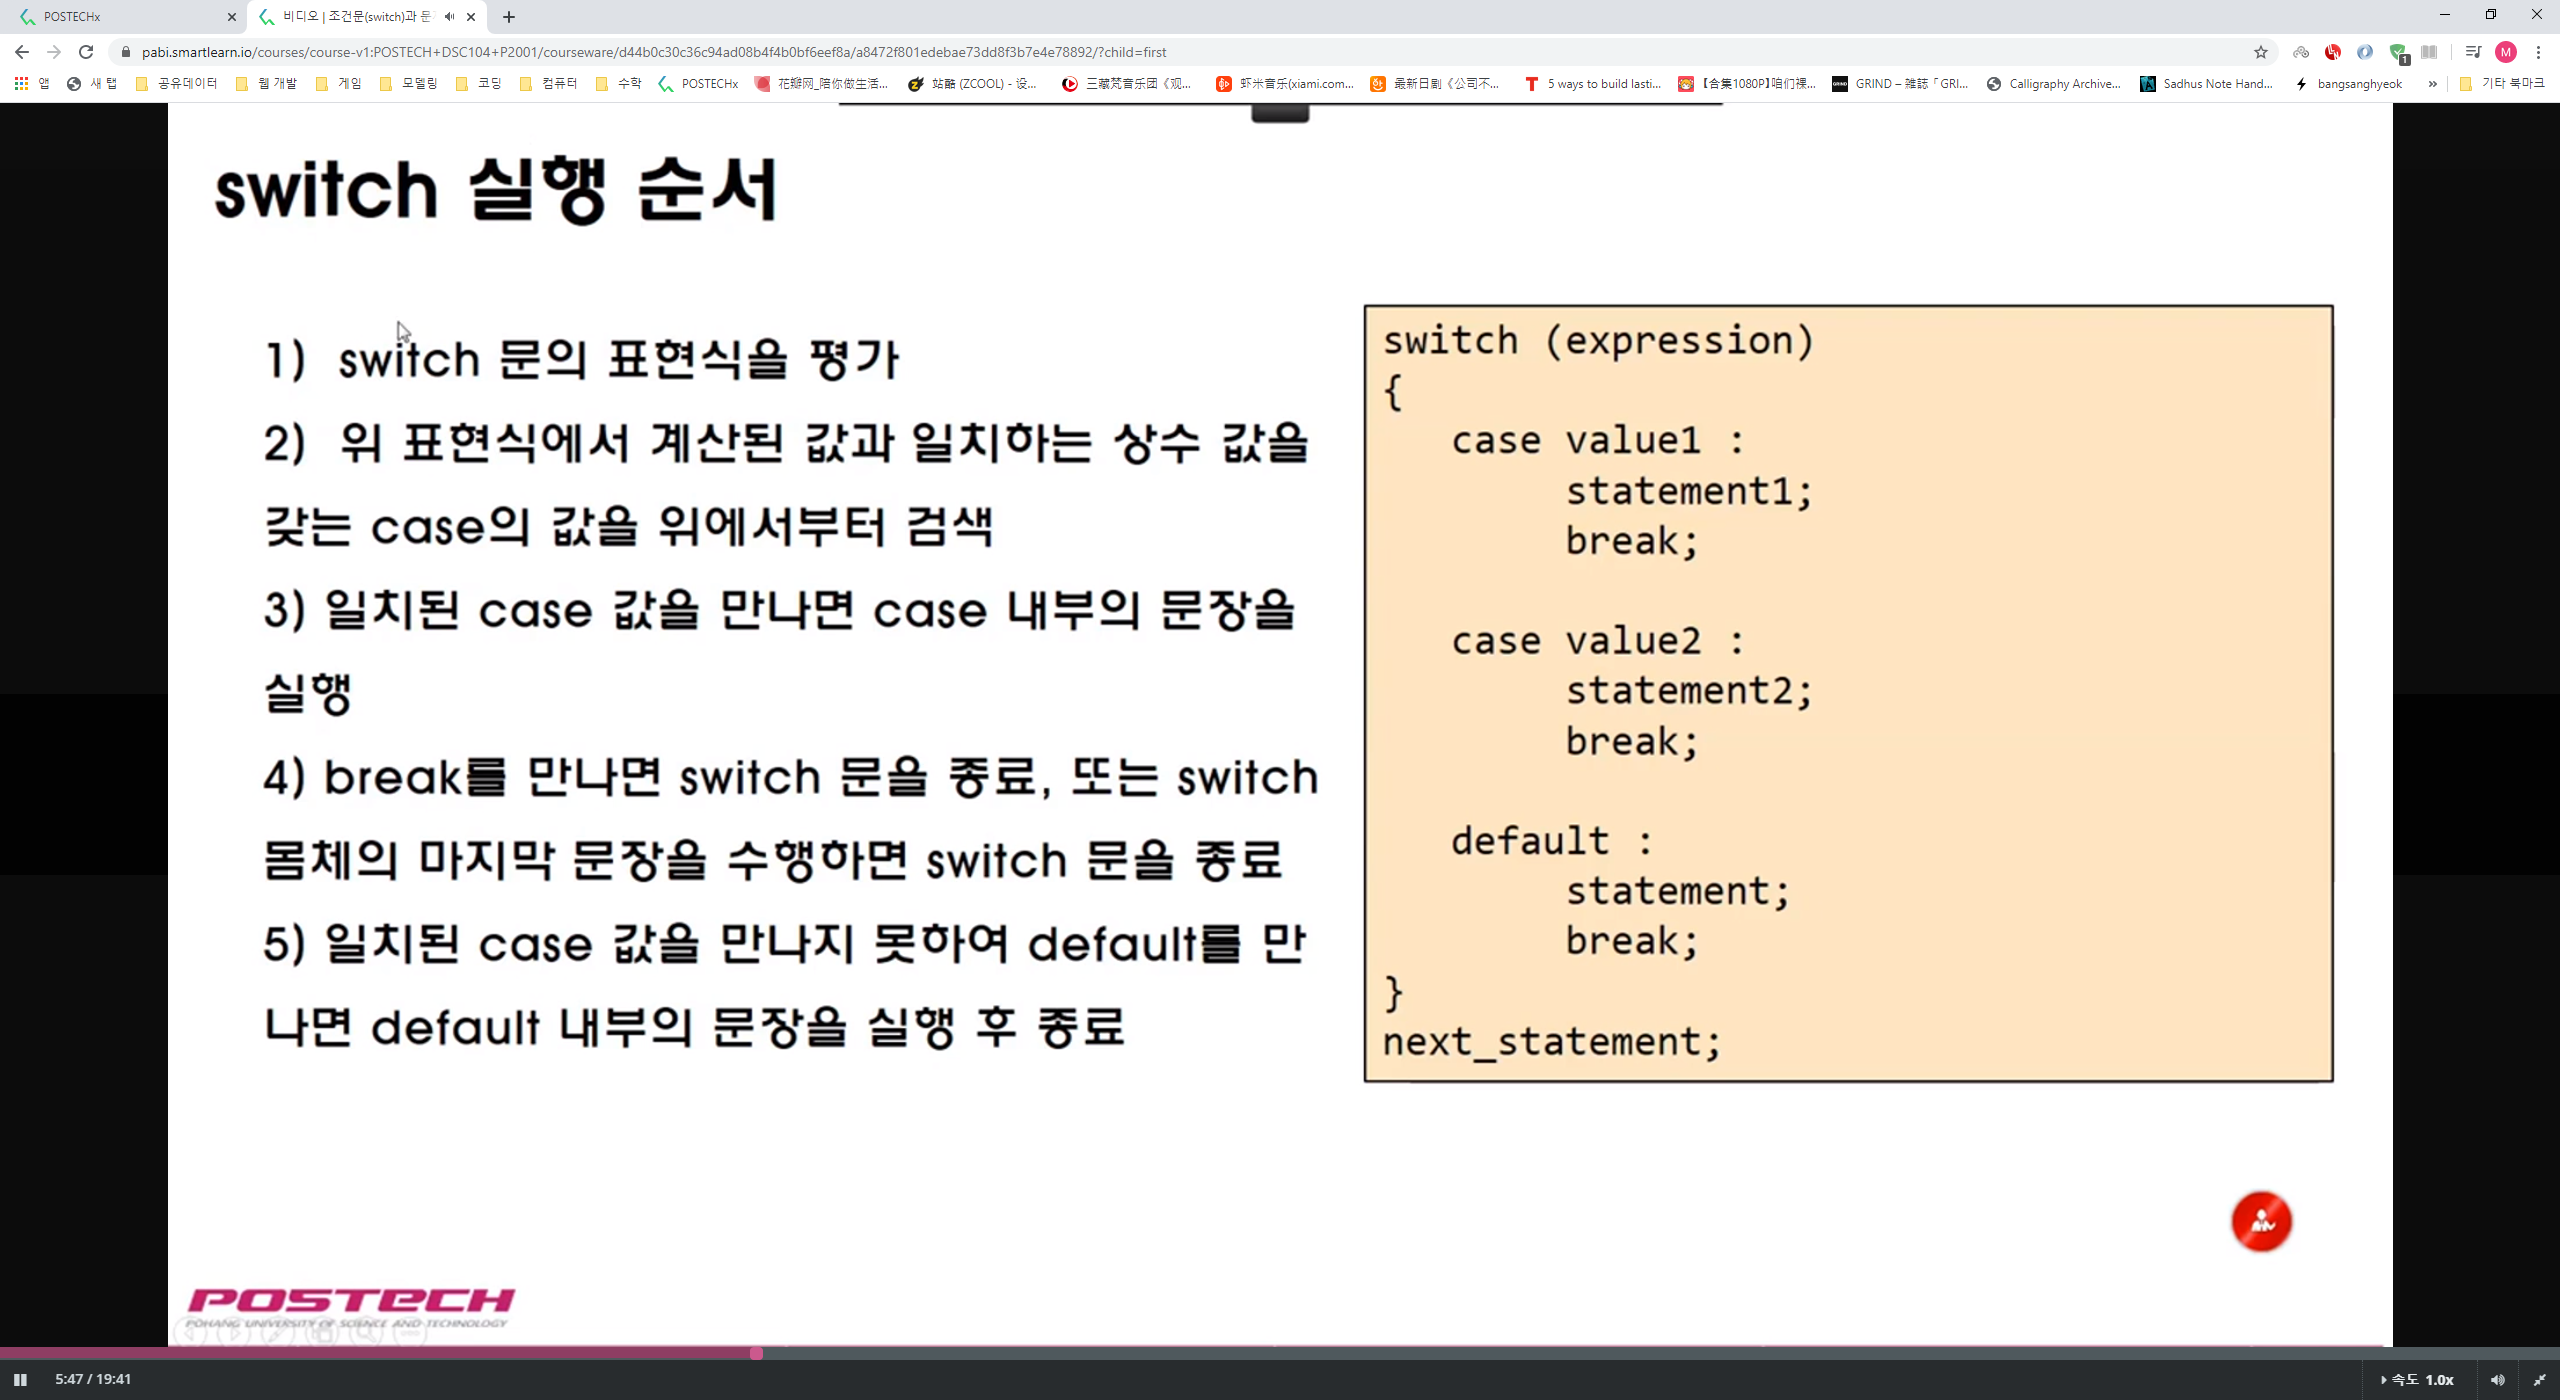 POSTECHx
비디오 | 조건문(switch)과 문
pabi.smartlearn.io/courses/course-v1:POSTECH+DSC104+P2001/courseware/d44b0c30c36c94ad08b4f4b0bf6eef8a/a8472f801edebae73dd8f3b7e4e78892/?child=first
M
1
앱
새 탭
공유데이터
웹 개발
게임
모델링
코딩
컴퓨터
수학
POSTECHx
花瓣网_陪你做生活...
站酷 (ZCOOL) - 设...
三藏梵音乐团《观...
虾米音乐(xiami.com...
最新日剧《公司不...
5 ways to build lasti...
【合集1080P】咱们裸...
GRIND – 雑誌「GRI...
Calligraphy Archive...
Sadhus Note Hand...
bangsanghyeok
»
기타 북마크
switch 실행 순서
1) switch 문의 표현식을 평가
2) 위 표현식에서 계산된 값과 일치하는 상수 값을
갖는 case의 값을 위에서부터 검색
3) 일치된 case 값을 만나면 case 내부의 문장을
실행
4) break를 만나면 switch 문을 종료, 또는 switch
몸체의 마지막 문장을 수행하면 switch 문을 종료
5) 일치된 case 값을 만나지 못하여 default를 만
나면 default 내부의 문장을 실행 후 종료
switch (expression)
{
case value1 :
statement1;
break;
case value2 :
statement2;
break;
default :
statement;
break;
}
next_statement;
POSTECH
POHANG UNIVERSITY OF SCIENCE AND TECHNOLOGY
5:47 / 19:41
속도 1.0x